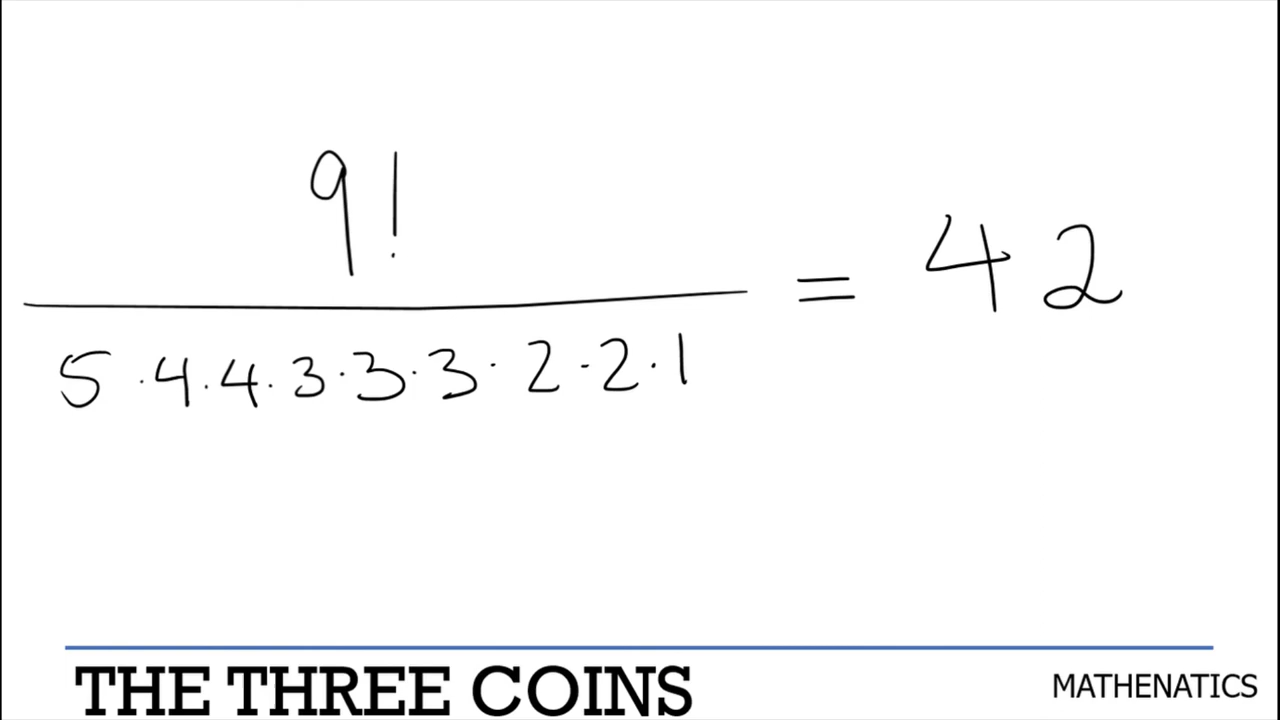 9!
5·4·4·3·3·3·2·2·1
= 42
THE THREE COINS
MATHENATICS